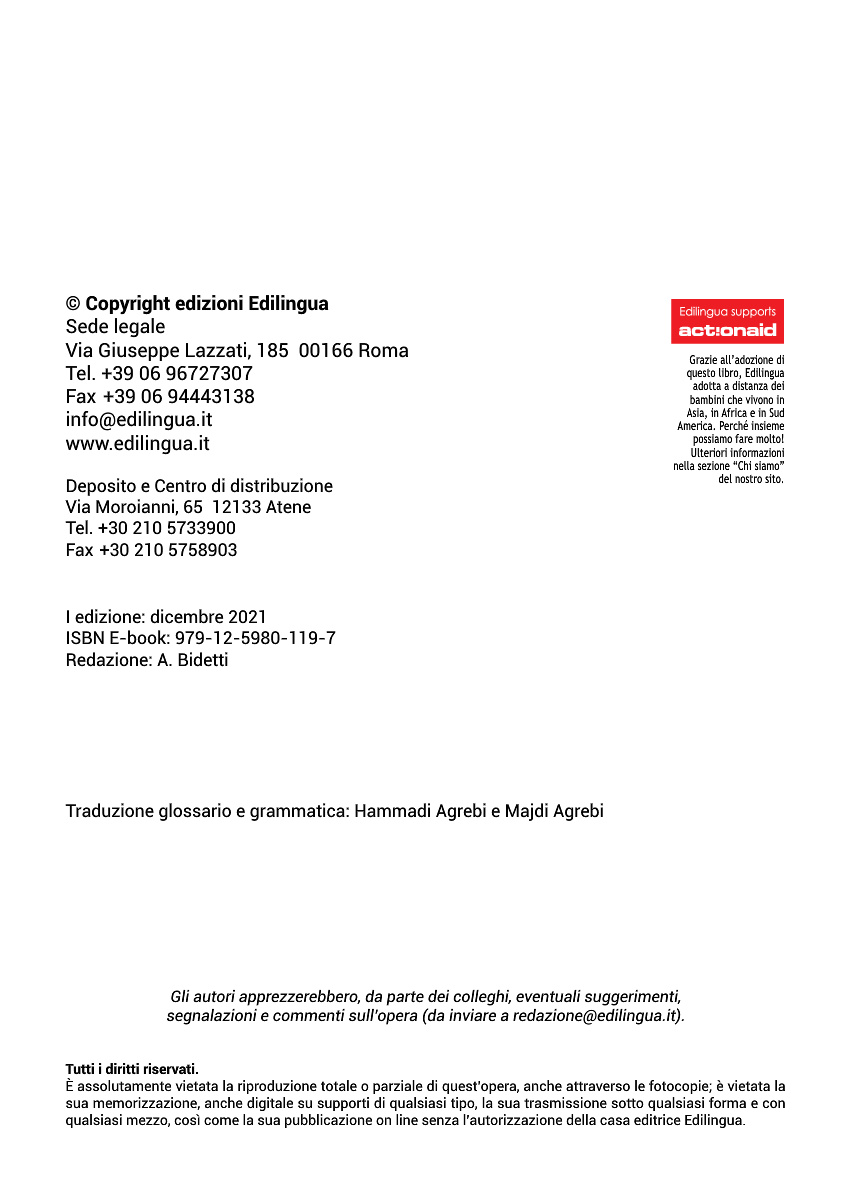 © Copyright edizioni Edilingua
Sede legale
Via Giuseppe Lazzati, 185  00166 Roma
Tel. +39 06 96727307
Fax +39 06 94443138
info@edilingua.it
www.edilingua.it
Deposito e Centro di distribuzione
Via Moroianni, 65  12133 Atene
Tel. +30 210 5733900
Fax +30 210 5758903
I edizione: dicembre 2021
ISBN E-book: 979-12-5980-119-7
Redazione: A. Bidetti
Edilingua supports
act:onaid
Grazie all’adozione di
questo libro, Edilingua
adotta a distanza dei
bambini che vivono in
Asia, in Africa e in Sud
America. Perché insieme
possiamo fare molto!
Ulteriori informazioni
nella sezione “Chi siamo”
del nostro sito.
Traduzione glossario e grammatica: Hammadi Agrebi e Majdi Agrebi
Gli autori apprezzerebbero, da parte dei colleghi, eventuali suggerimenti,
segnalazioni e commenti sull’opera (da inviare a redazione@edilingua.it).
Tutti i diritti riservati.
È assolutamente vietata la riproduzione totale o parziale di quest’opera, anche attraverso le fotocopie; è vietata la
sua memorizzazione, anche digitale su supporti di qualsiasi tipo, la sua trasmissione sotto qualsiasi forma e con
qualsiasi mezzo, così come la sua pubblicazione on line senza l’autorizzazione della casa editrice Edilingua.